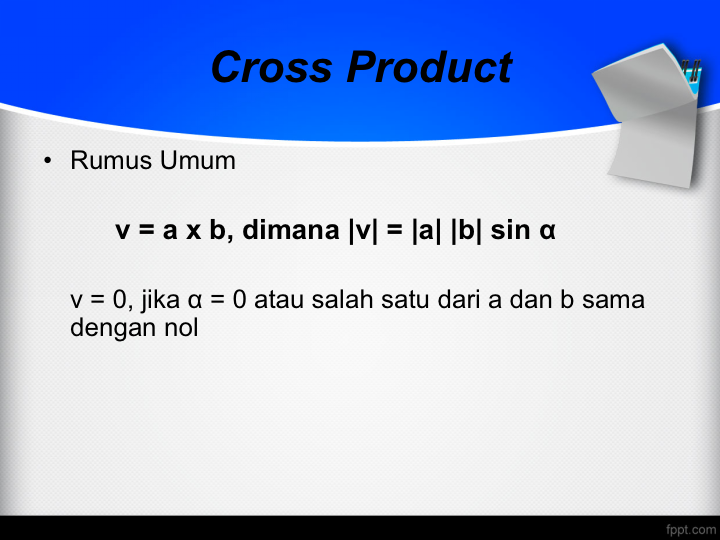 Cross Product
• Rumus Umum
v = a x b, dimana |v| = |a| |b| sin α
v = 0, jika α = 0 atau salah satu dari a dan b sama
dengan nol
fppt.com